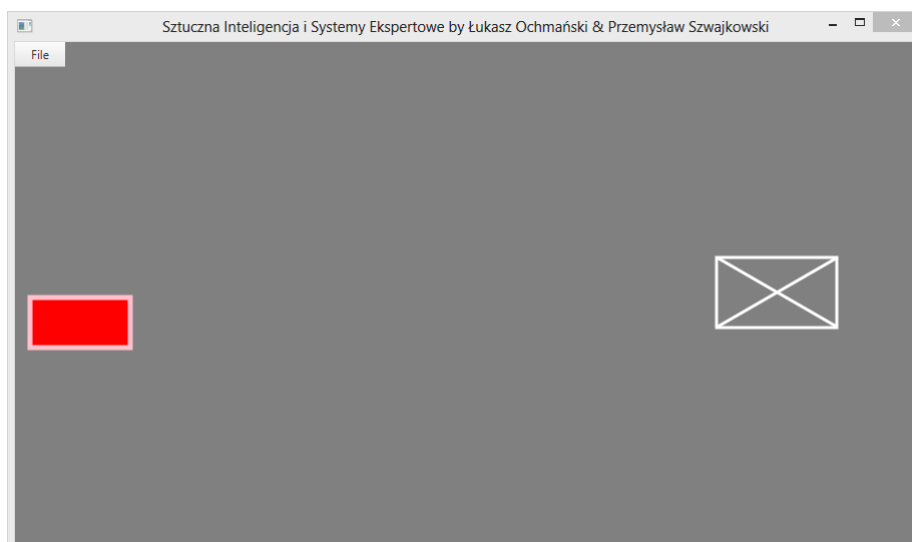 Sztuczna Inteligencja i Systemy Ekspertowe by Łukasz Ochmański & Przemysław Szwajkowski
File